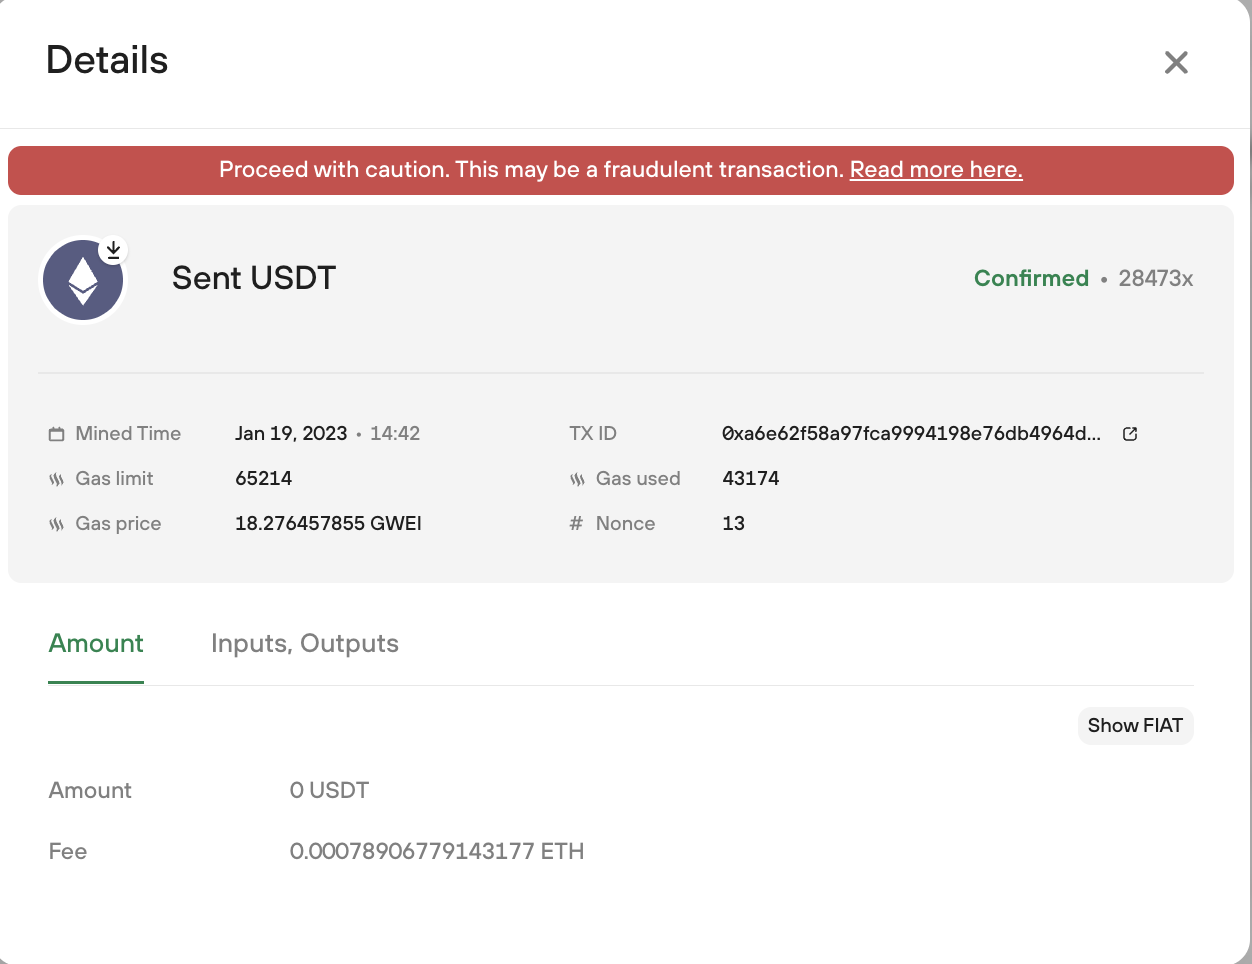 Details
Proceed with caution. This may be a fraudulent transaction. Read more here.
Sent USDT
Confirmed • 28473x
Mined Time Jan 19, 2023 • 14:42 TX ID 0xa6e62f58a97fca9994198e76db4964d...
Gas limit 65214 Gas used 43174
Gas price 18.276457855 GWEI # Nonce 13
Amount Inputs, Outputs
Show FIAT
Amount 0 USDT
Fee 0.00078906779143177 ETH